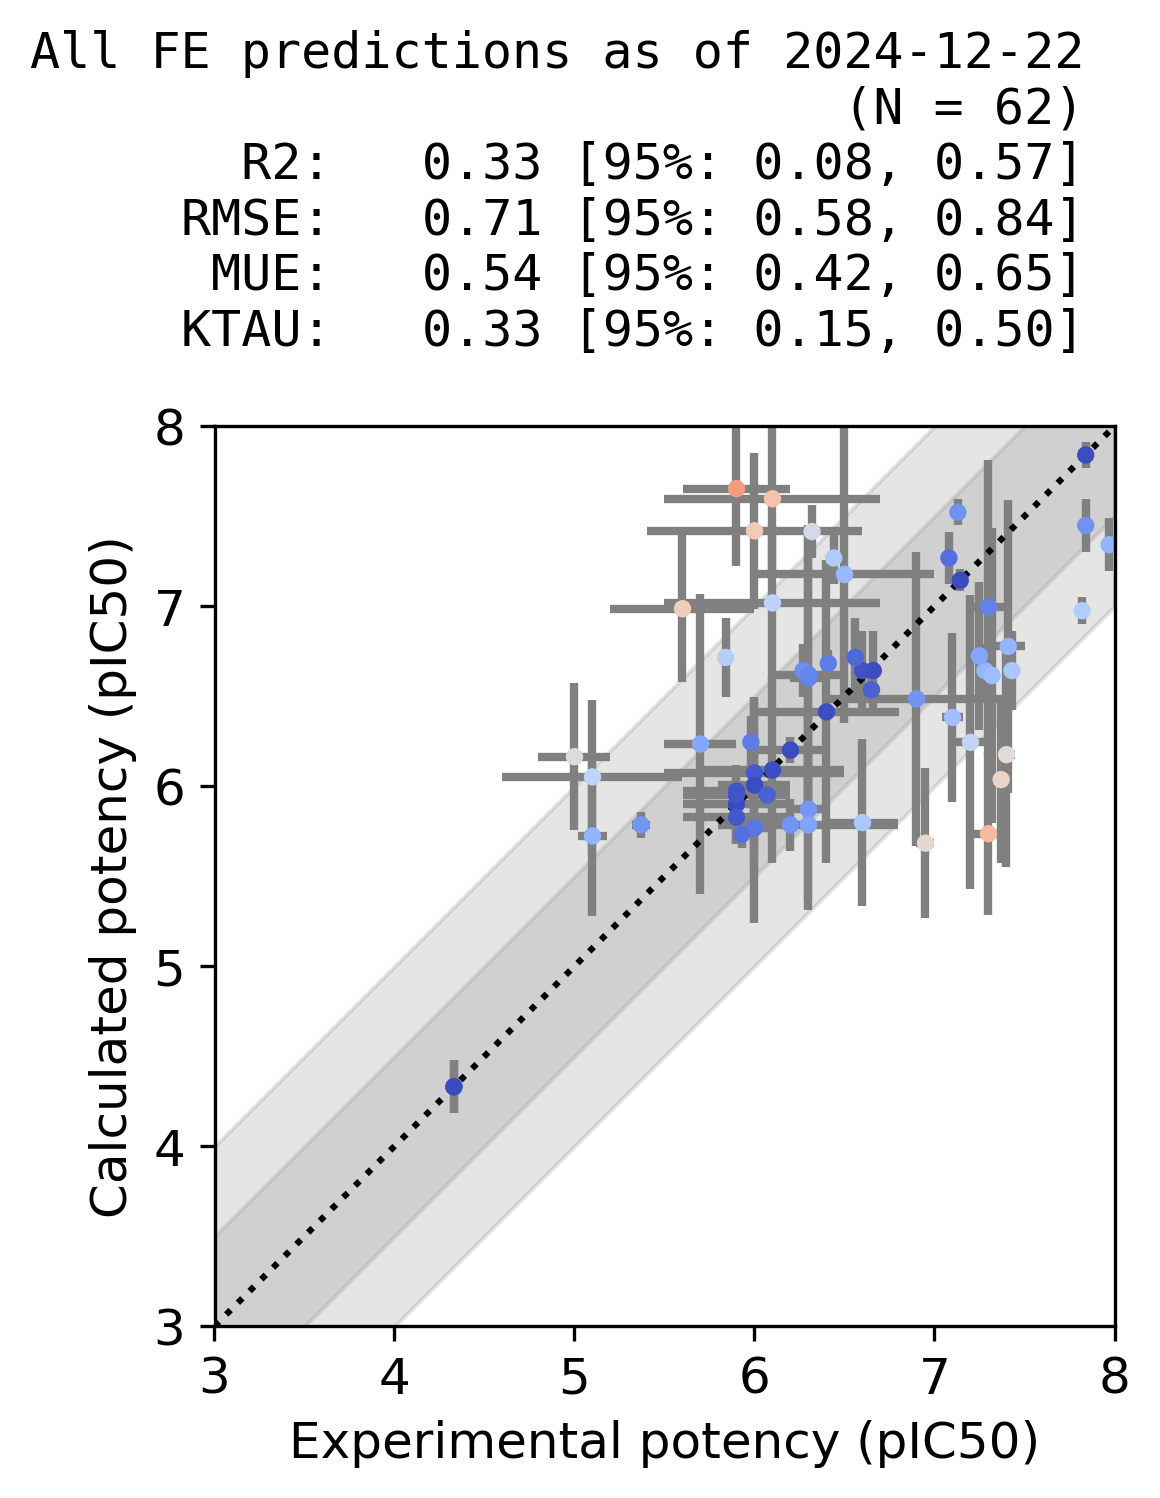 All FE predictions as of 2024-12-22
(N = 62)
R2: 0.33 [95%: 0.08, 0.57]
RMSE: 0.71 [95%: 0.58, 0.84]
MUE: 0.54 [95%: 0.42, 0.65]
KTAU: 0.33 [95%: 0.15, 0.50]
8
7
6
5
4
3
Calculated potency (pIC50)
3 4 5 6 7 8
Experimental potency (pIC50)